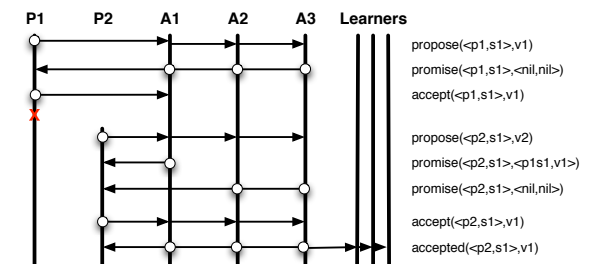 P1 P2 A1 A2 A3 Learners
propose(<p1,s1>,v1)
promise(<p1,s1>,<nil,nil>)
accept(<p1,s1>,v1)
X
propose(<p2,s1>,v2)
promise(<p2,s1>,<p1s1,v1>)
promise(<p2,s1>,<nil,nil>)
accept(<p2,s1>,v1)
accepted(<p2,s1>,v1)